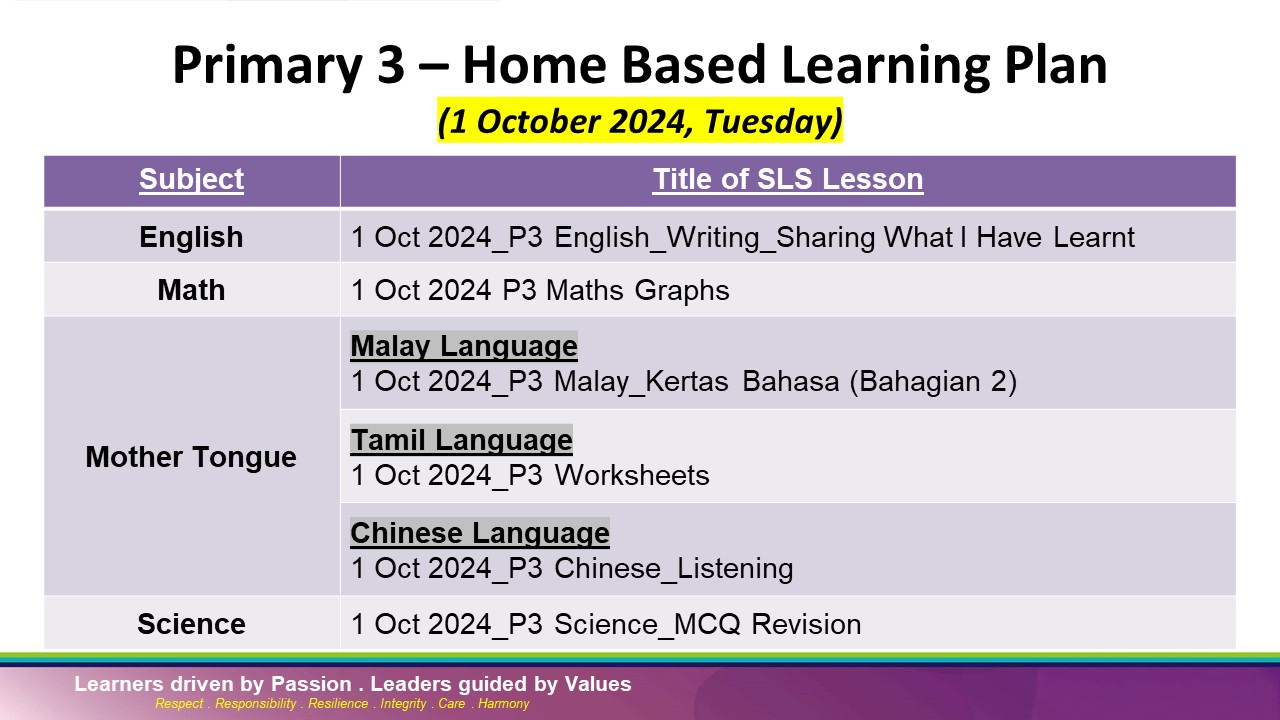 Primary 3 – Home Based Learning Plan
(1 October 2024, Tuesday)
Subject
Title of SLS Lesson
English
1 Oct 2024_P3 English_Writing_Sharing What I Have Learnt
Math
1 Oct 2024 P3 Maths Graphs
Mother Tongue
Malay Language
1 Oct 2024_P3 Malay_Kertas Bahasa (Bahagian 2)
Tamil Language
1 Oct 2024_P3 Worksheets
Chinese Language
1 Oct 2024_P3 Chinese_Listening
Science
1 Oct 2024_P3 Science_MCQ Revision
Learners driven by Passion . Leaders guided by Values
Respect . Responsibility . Resilience . Integrity . Care . Harmony